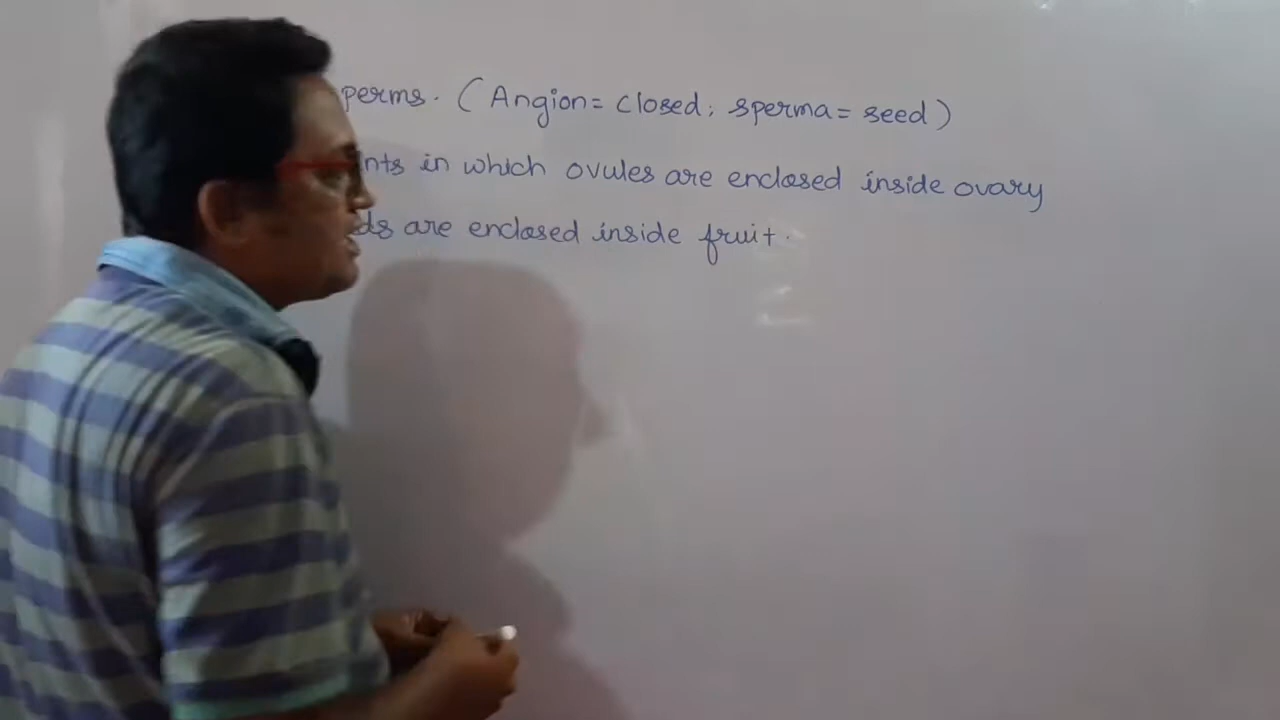 perms. (Angion = closed; sperma = seed)
nts in which ovules are enclosed inside ovary
ds are enclosed inside fruit.